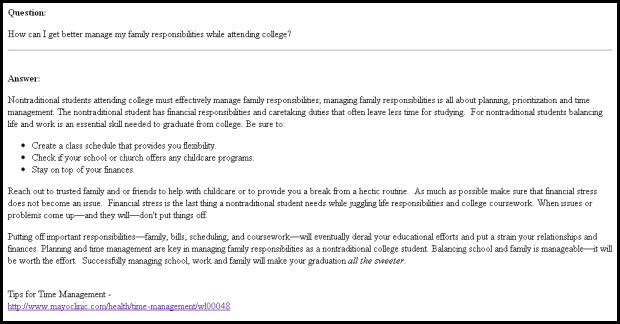 Question:
How can I get better manage my family responsibilities while attending college?
Answer:
Nontraditional students attending college must effectively manage family responsibilities; managing family responsibilities is all about planning, prioritization and time
management. The nontraditional student has financial responsibilities and caretaking duties that often leave less time for studying.  For nontraditional students balancing
life and work is an essential skill needed to graduate from college. Be sure to:
• Create a class schedule that provides you flexibility.
• Check if your school or church offers any childcare programs.
• Stay on top of your finances.
Reach out to trusted family and or friends to help with childcare or to provide you a break from a hectic routine.  As much as possible make sure that financial stress
does not become an issue.  Financial stress is the last thing a nontraditional student needs while juggling life responsibilities and college coursework. When issues or
problems come up—and they will—don't put things off.
Putting off important responsibilities—family, bills, scheduling, and coursework—will eventually derail your educational efforts and put a strain your relationships and
finances. Planning and time management are key in managing family responsibilities as a nontraditional college student. Balancing school and family is manageable—it will
be worth the effort.  Successfully managing school, work and family will make your graduation all the sweeter.
Tips for Time Management -
http://www.mayoclinic.com/health/time-management/wl00048